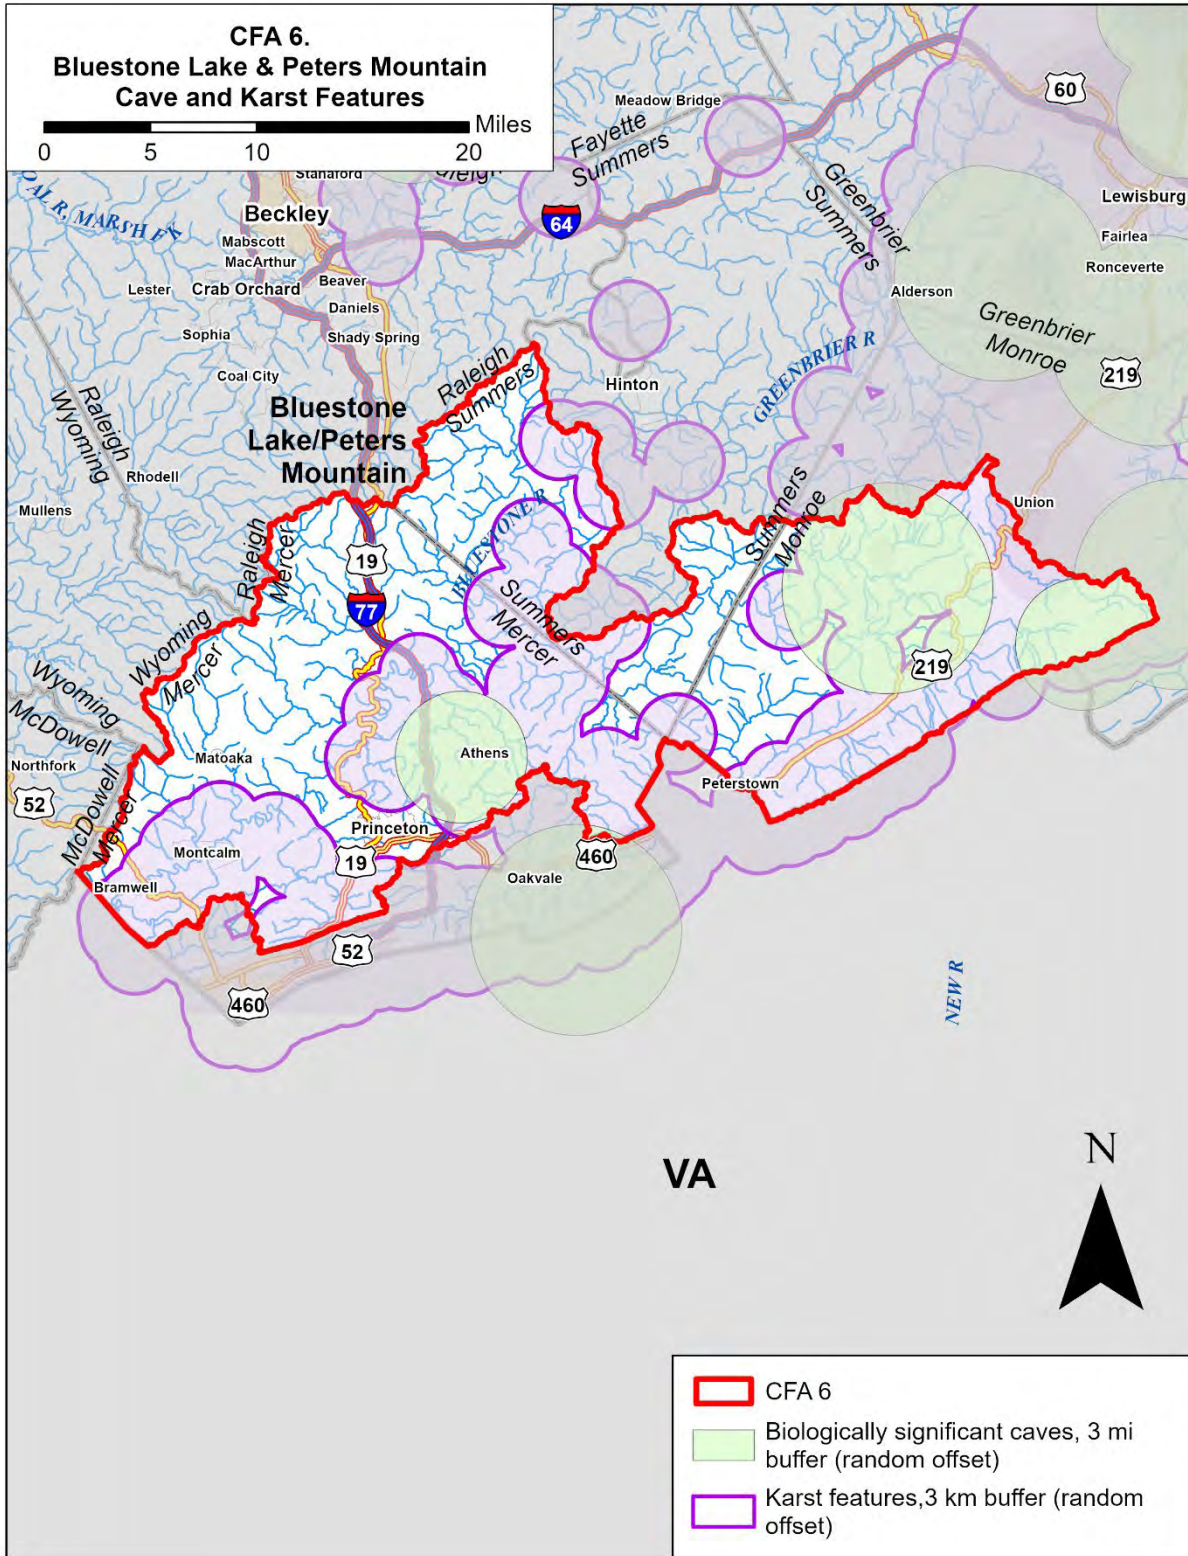 CFA 6.
Bluestone Lake & Peters Mountain
Cave and Karst Features
Miles
0 5 10 20
Meadow Bridge
60
Fayette
Summers
Stanaford
Raleigh
Greenbrier
Summers
Lewisburg
Beckley
64
Fairlea
Mabscott
MacArthur
Ronceverte
Lester
Crab Orchard
Beaver
Alderson
Daniels
Greenbrier
Monroe
Sophia
Shady Spring
GREENBRIER R
219
Coal City
Raleigh
Summers
Hinton
Raleigh
Wyoming
Bluestone
Lake/Peters
Mountain
Rhodell
Mullens
Union
Summers
Monroe
Raleigh
Mercer
19
BLUESTONE R
77
Summers
Mercer
Wyoming
Mercer
219
Wyoming
McDowell
Northfork
Matoaka
Athens
Peterstown
52
McDowell
Mercer
Princeton
Montcalm
19
460
Bramwell
Oakvale
52
460
NEW R
VA
N
CFA 6
Biologically significant caves, 3 mi
buffer (random offset)
Karst features,3 km buffer (random
offset)